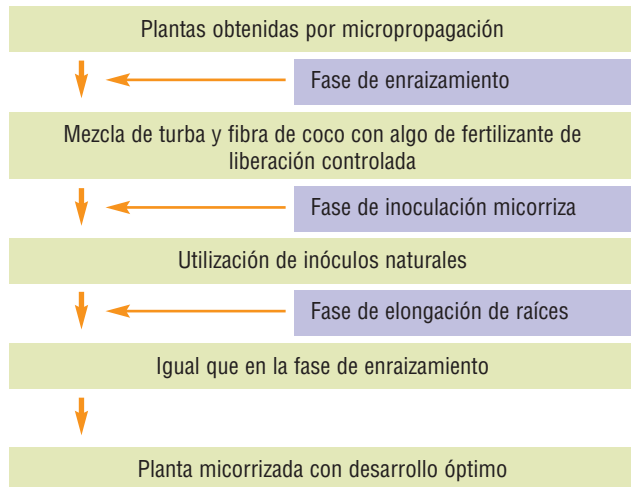 Plantas obtenidas por micropropagación
Fase de enraizamiento
Mezcla de turba y fibra de coco con algo de fertilizante de
liberación controlada
Fase de inoculación micorriza
Utilización de inóculos naturales
Fase de elongación de raíces
Igual que en la fase de enraizamiento
Planta micorrizada con desarrollo óptimo